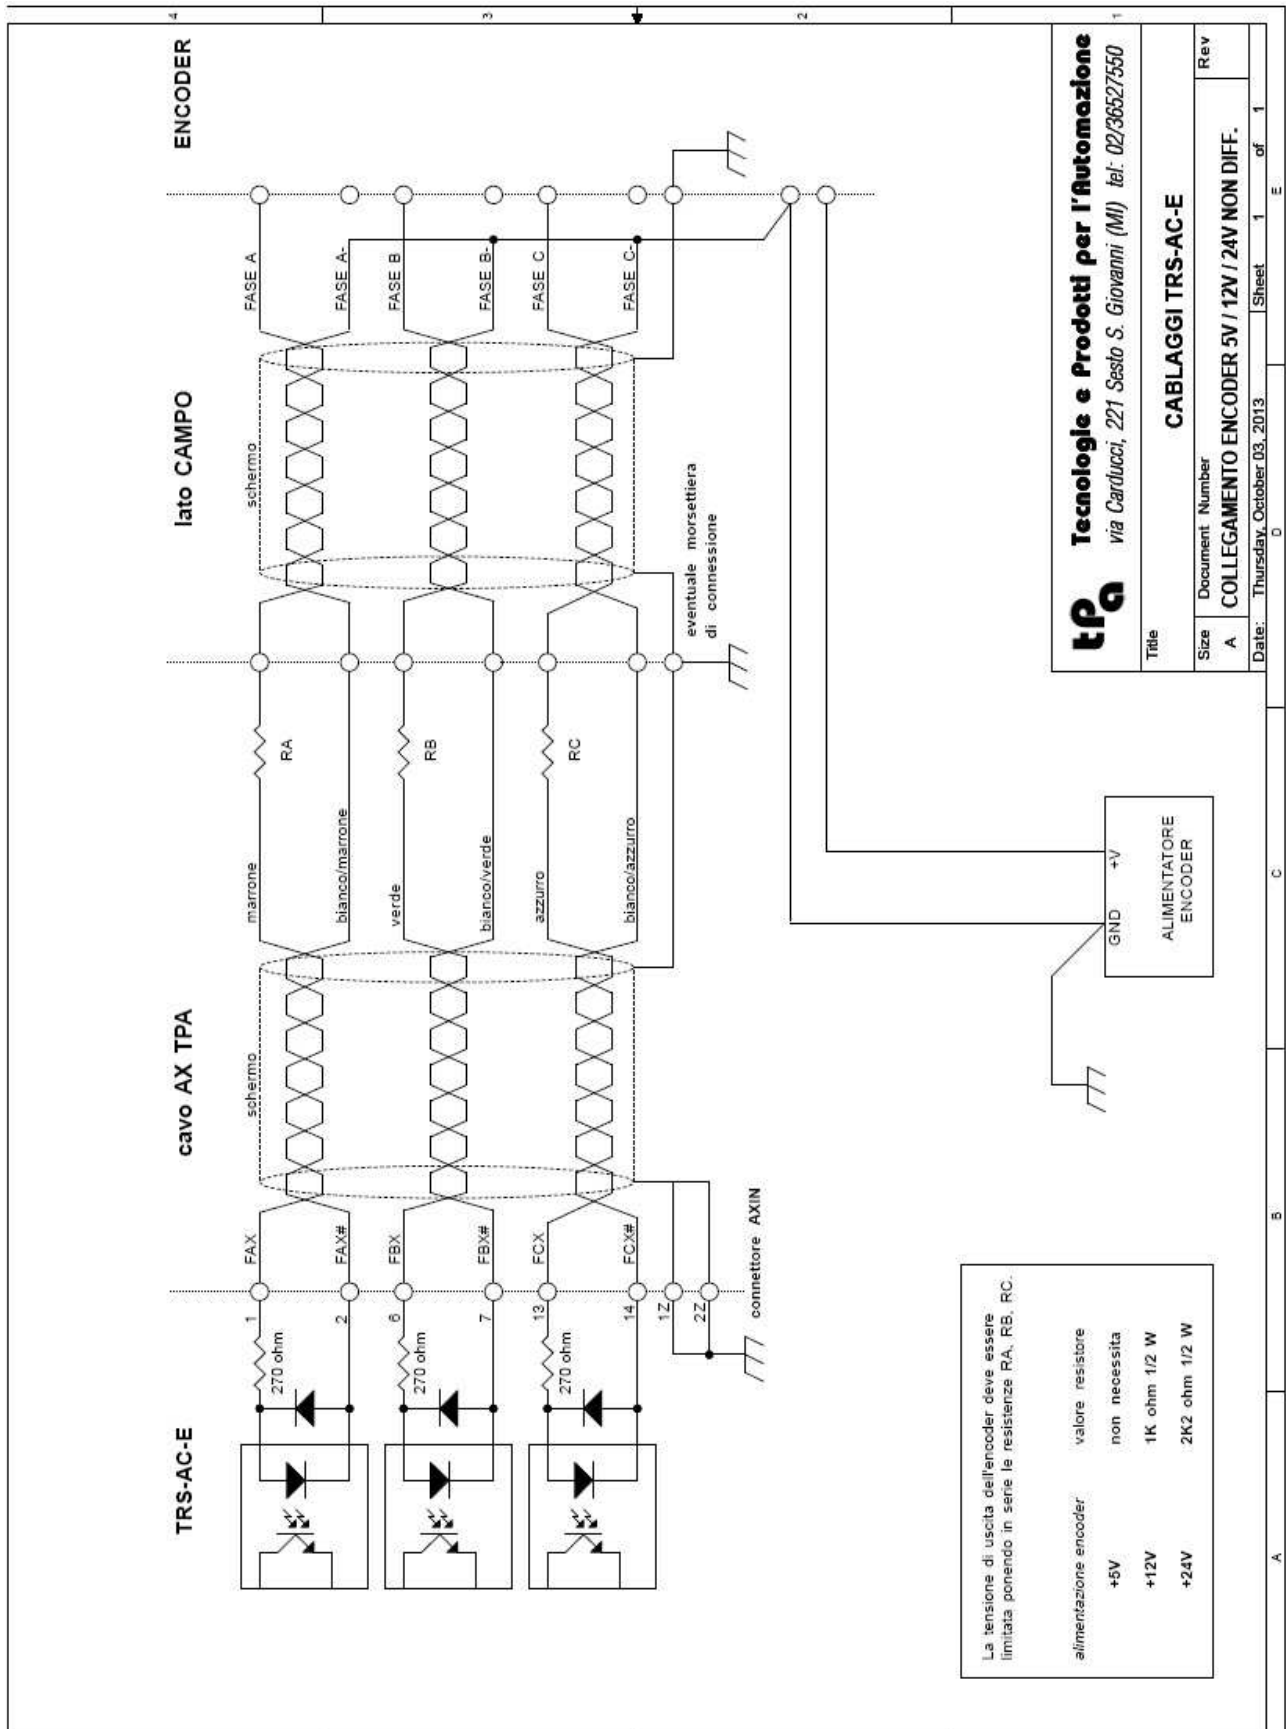 TRS-AC-E
cavo AX TPA
lato CAMPO
ENCODER
1
2
6
7
13
14
1Z
2Z
270 ohm
270 ohm
270 ohm
FAX
FAX#
FBX
FBX#
FCX
FCX#
connettore AXIN
schermo
marrone
bianco/marrone
verde
bianco/verde
azzurro
bianco/azzurro
RA
RB
RC
schermo
eventuale morsettiera
di connessione
FASE A
FASE A-
FASE B
FASE B-
FASE C
FASE C-
GND
+V
ALIMENTATORE
ENCODER
La tensione di uscita dell'encoder deve essere
limitata ponendo in serie le resistenze RA, RB, RC.
alimentazione encoder valore resistore
+5V non necessita
+12V 1K ohm 1/2 W
+24V 2K2 ohm 1/2 W
tpa Tecnologie e Prodotti per l'Automazione
via Carducci, 221 Sesto S. Giovanni (MI) tel: 02/36527550
Title
CABLAGGI TRS-AC-E
Size Document Number Rev
A COLLEGAMENTO ENCODER 5V / 12V / 24V NON DIFF.
Date: Thursday, October 03, 2013 Sheet 1 of 1
A B C D E
4
3
2
1